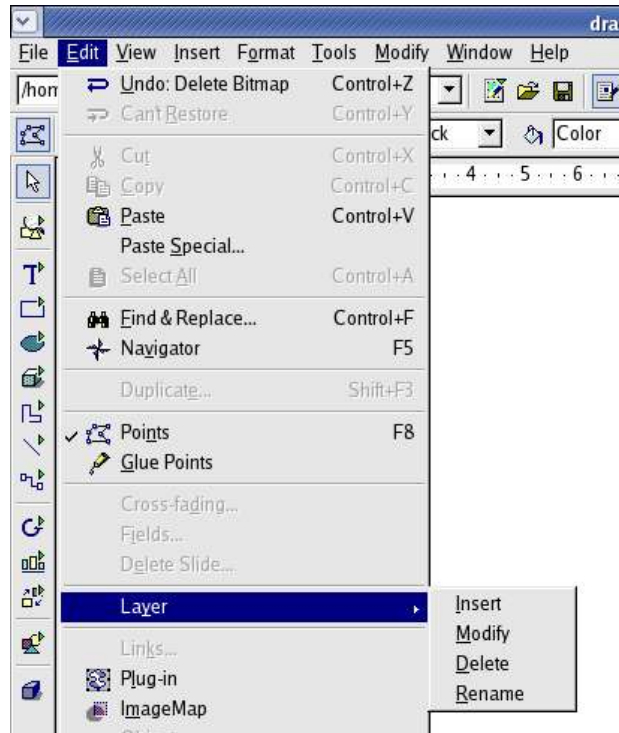 dra
File Edit View Insert Format Tools Modify Window Help
/hor
Undo: Delete Bitmap Control+Z
Can't Restore Control+Y
ck
Color
Cut Control+X
4 5 6
Copy Control+C
Paste Control+V
Paste Special...
Select All Control+A
Find & Replace... Control+F
Navigator F5
Duplicate... Shift+F3
Points F8
Glue Points
Cross-fading...
Fields...
Delete Slide...
Layer
Insert
Modify
Delete
Rename
Links...
Plug-in
ImageMap